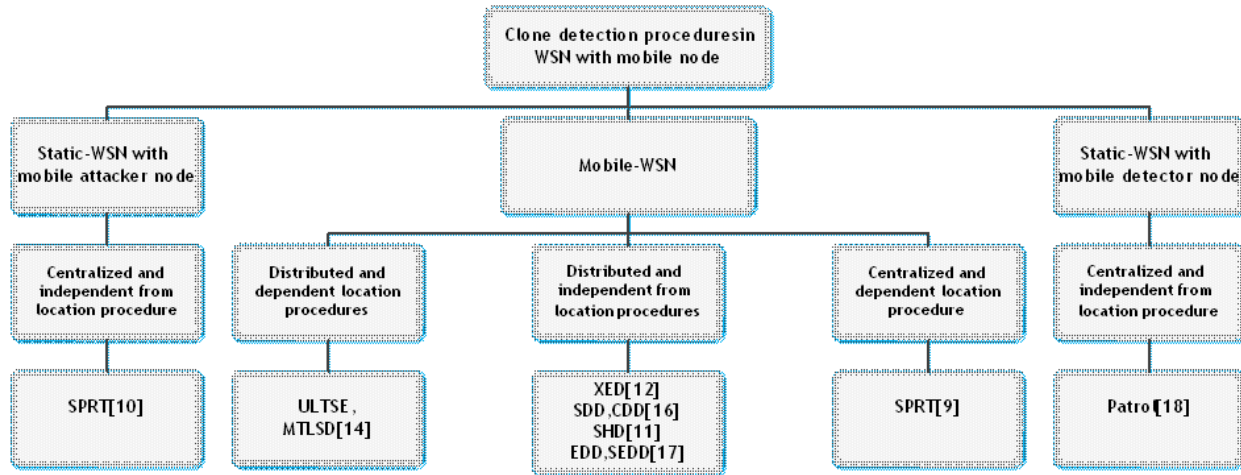 Clone detection proceduresin
WSN with mobile node
Static-WSN with
mobile attacker node
Mobile-WSN
Static-WSN with
mobile detector node
Centralized and
independent from
location procedure
Distributed and
dependent location
procedures
Distributed and
independent from
location procedures
Centralized and
dependent location
procedure
Centralized and
independent from
location procedure
SPRT[10]
ULTSE,
MTLSD[14]
XED[12]
SDD,CDD[16]
SHD[11]
EDD,SEDD[17]
SPRT[9]
Patrol[18]